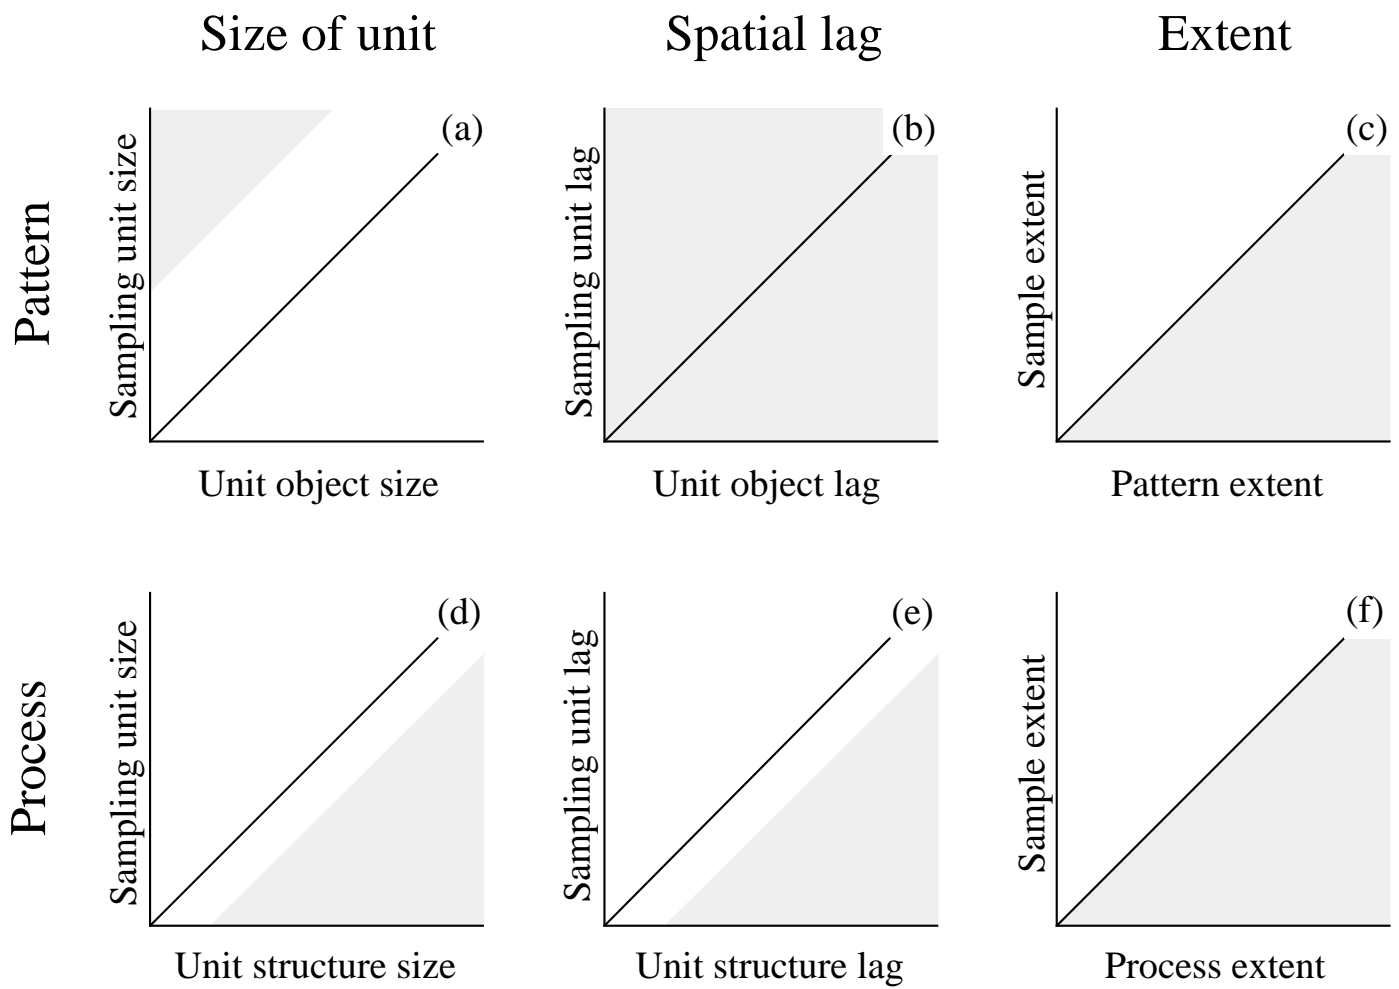 Size of unit
Spatial lag
Extent
Pattern
Sampling unit size
(a)
Unit object size
Sampling unit lag
(b)
Unit object lag
Sample extent
(c)
Pattern extent
Process
Sampling unit size
(d)
Unit structure size
Sampling unit lag
(e)
Unit structure lag
Sample extent
(f)
Process extent